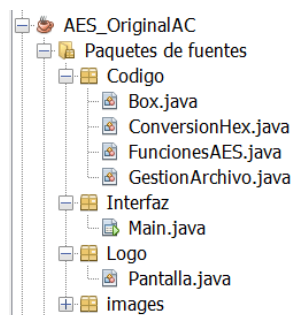 AES_OriginalAC
Paquetes de fuentes
Codigo
Box.java
ConversionHex.java
FuncionesAES.java
GestionArchivo.java
Interfaz
Main.java
Logo
Pantalla.java
images